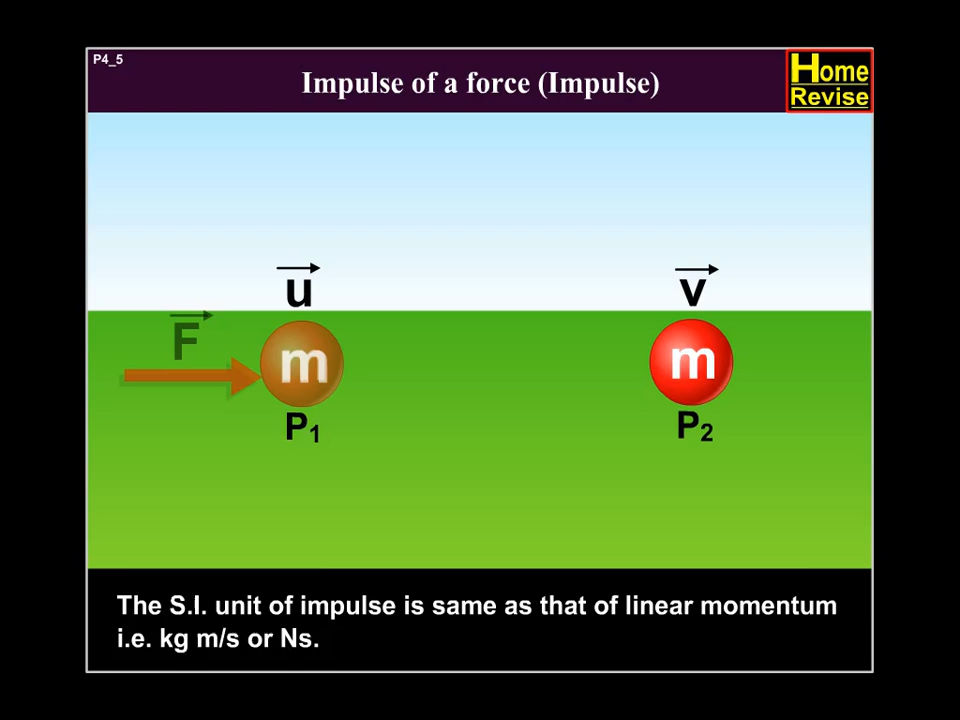 P4_5
Impulse of a force (Impulse)
Home
Revise
u
v
F
m
m
P1
P2
The S.I. unit of impulse is same as that of linear momentum
i.e. kg m/s or Ns.